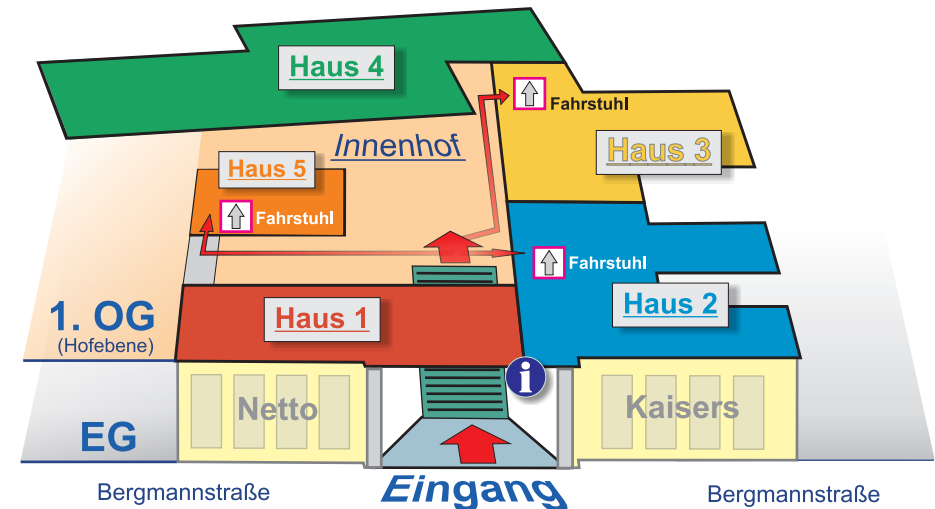 Haus 4
Fahrstuhl
Innenhof
Haus 3
Haus 5
Fahrstuhl
Fahrstuhl
Haus 1
Haus 2
1. OG
(Hofebene)
i
Netto
Kaisers
EG
Bergmannstraße
Eingang
Bergmannstraße